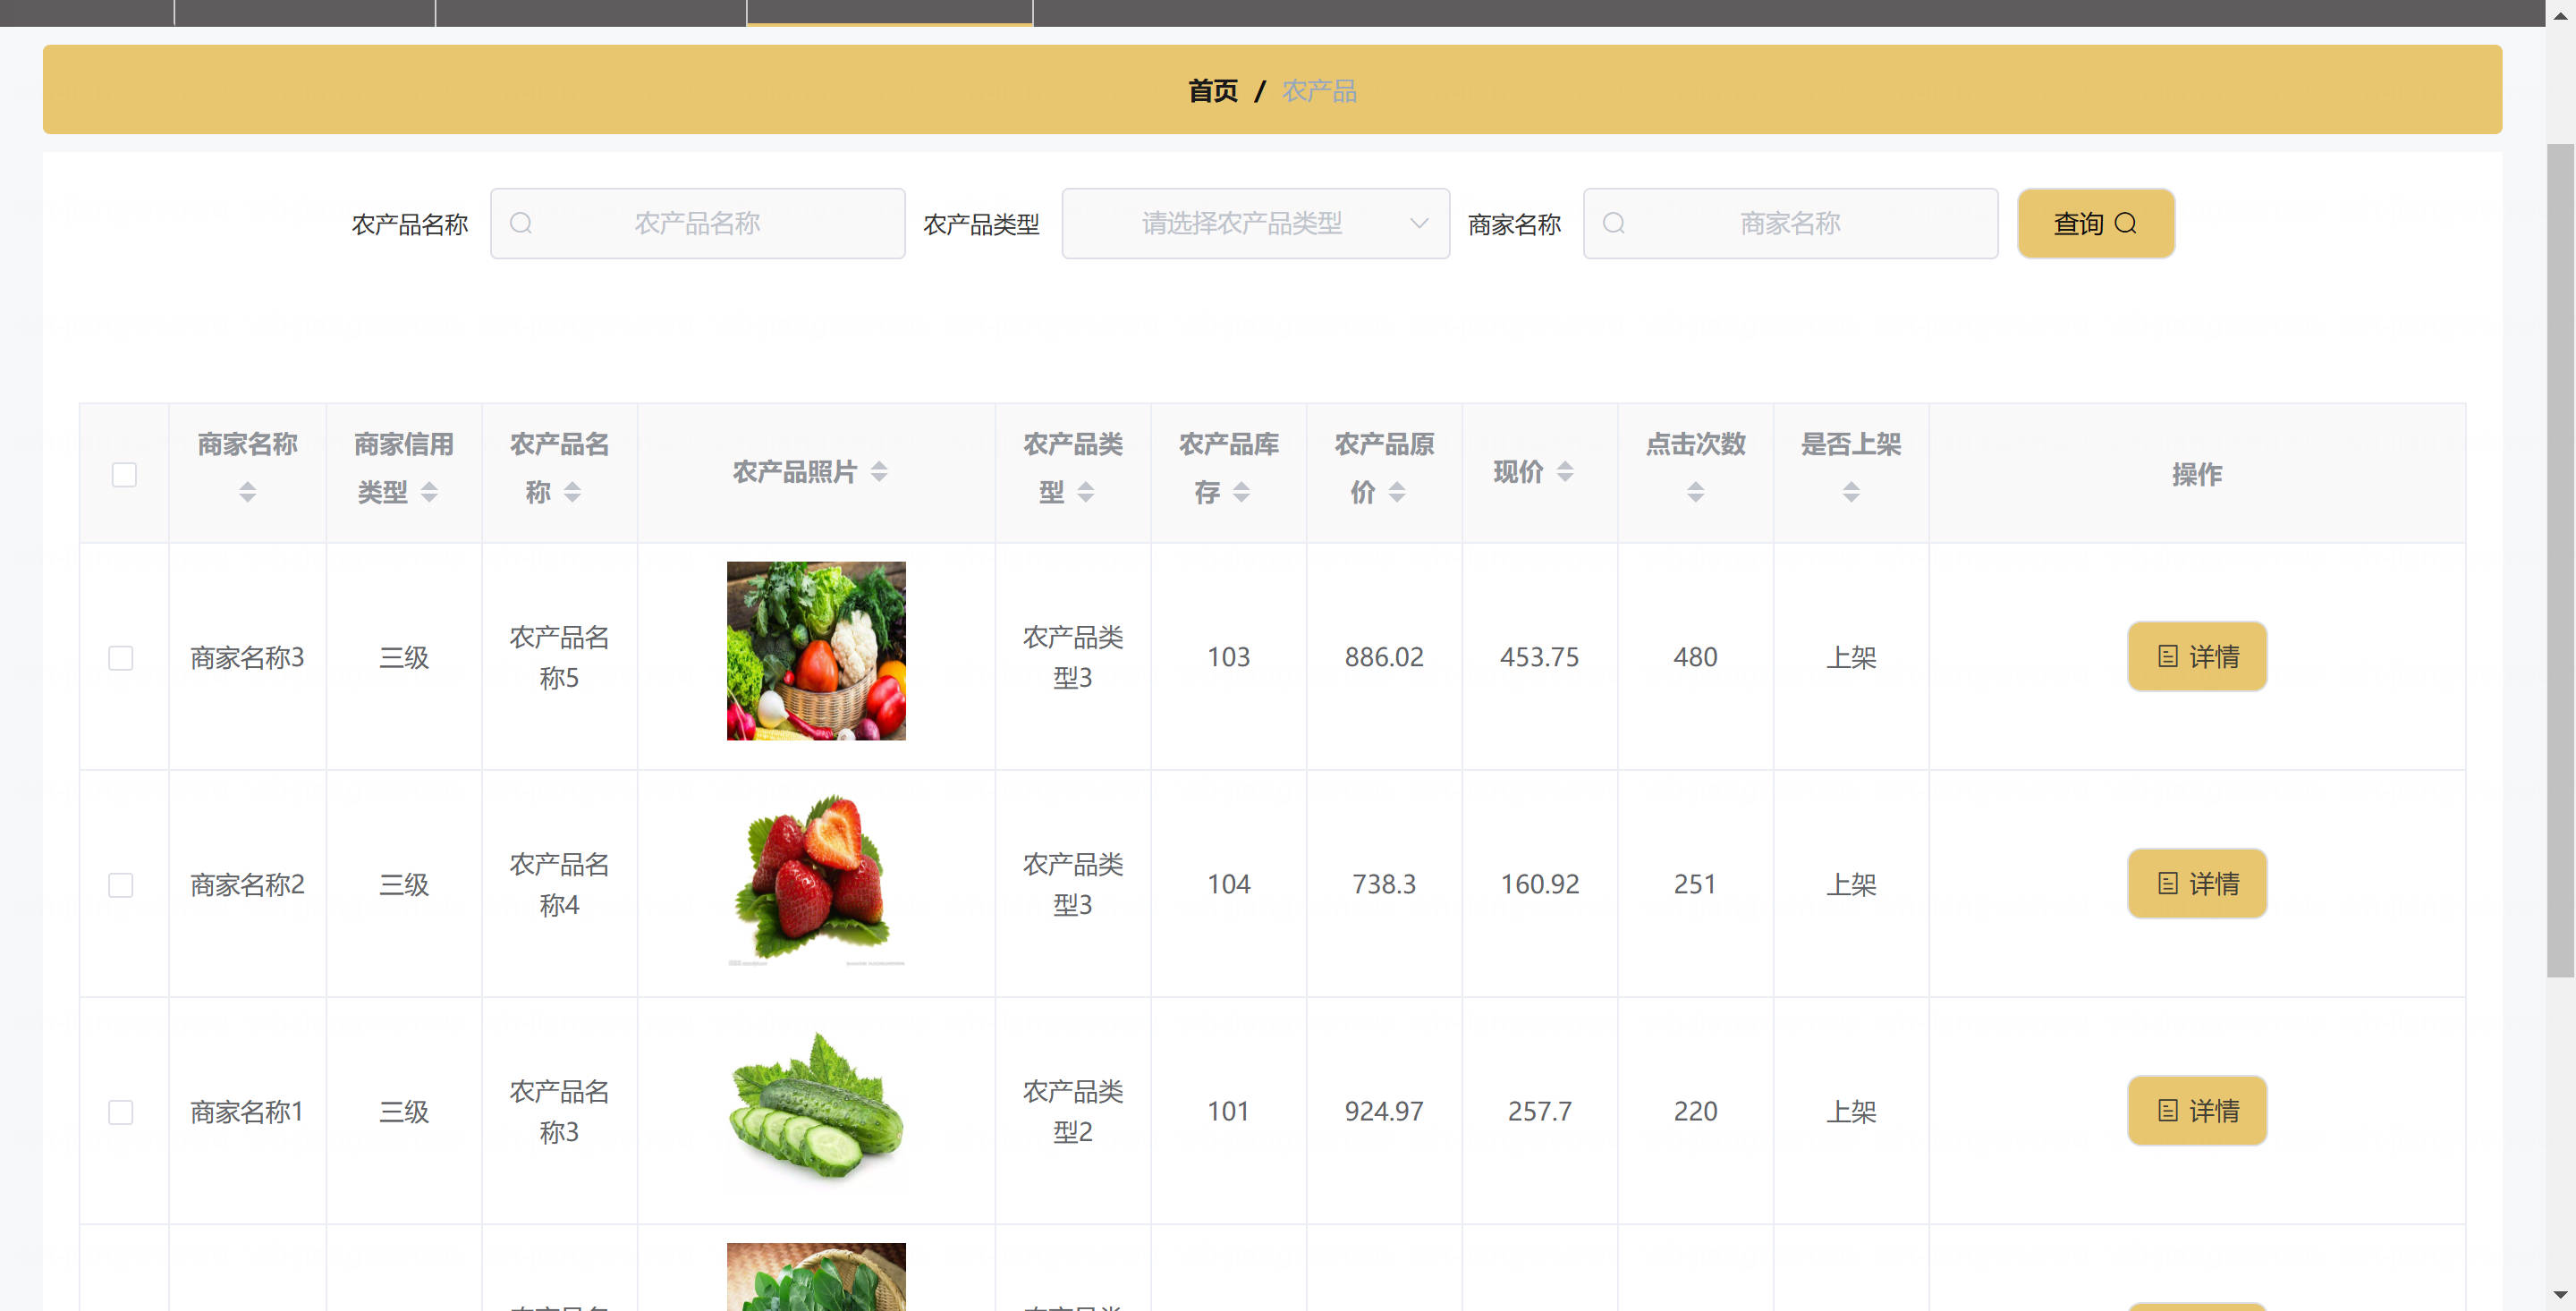 首页 / 农产品
农产品名称 农产品名称 农产品类型 请选择农产品类型 商家名称 商家名称 查询
商家名称 商家信用类型 农产品名称 农产品照片 农产品类型 农产品库存 农产品原价 现价 点击次数 是否上架 操作
商家名称3 三级 农产品名称5 农产品类型3 103 886.02 453.75 480 上架 详情
商家名称2 三级 农产品名称4 农产品类型3 104 738.3 160.92 251 上架 详情
商家名称1 三级 农产品名称3 农产品类型2 101 924.97 257.7 220 上架 详情